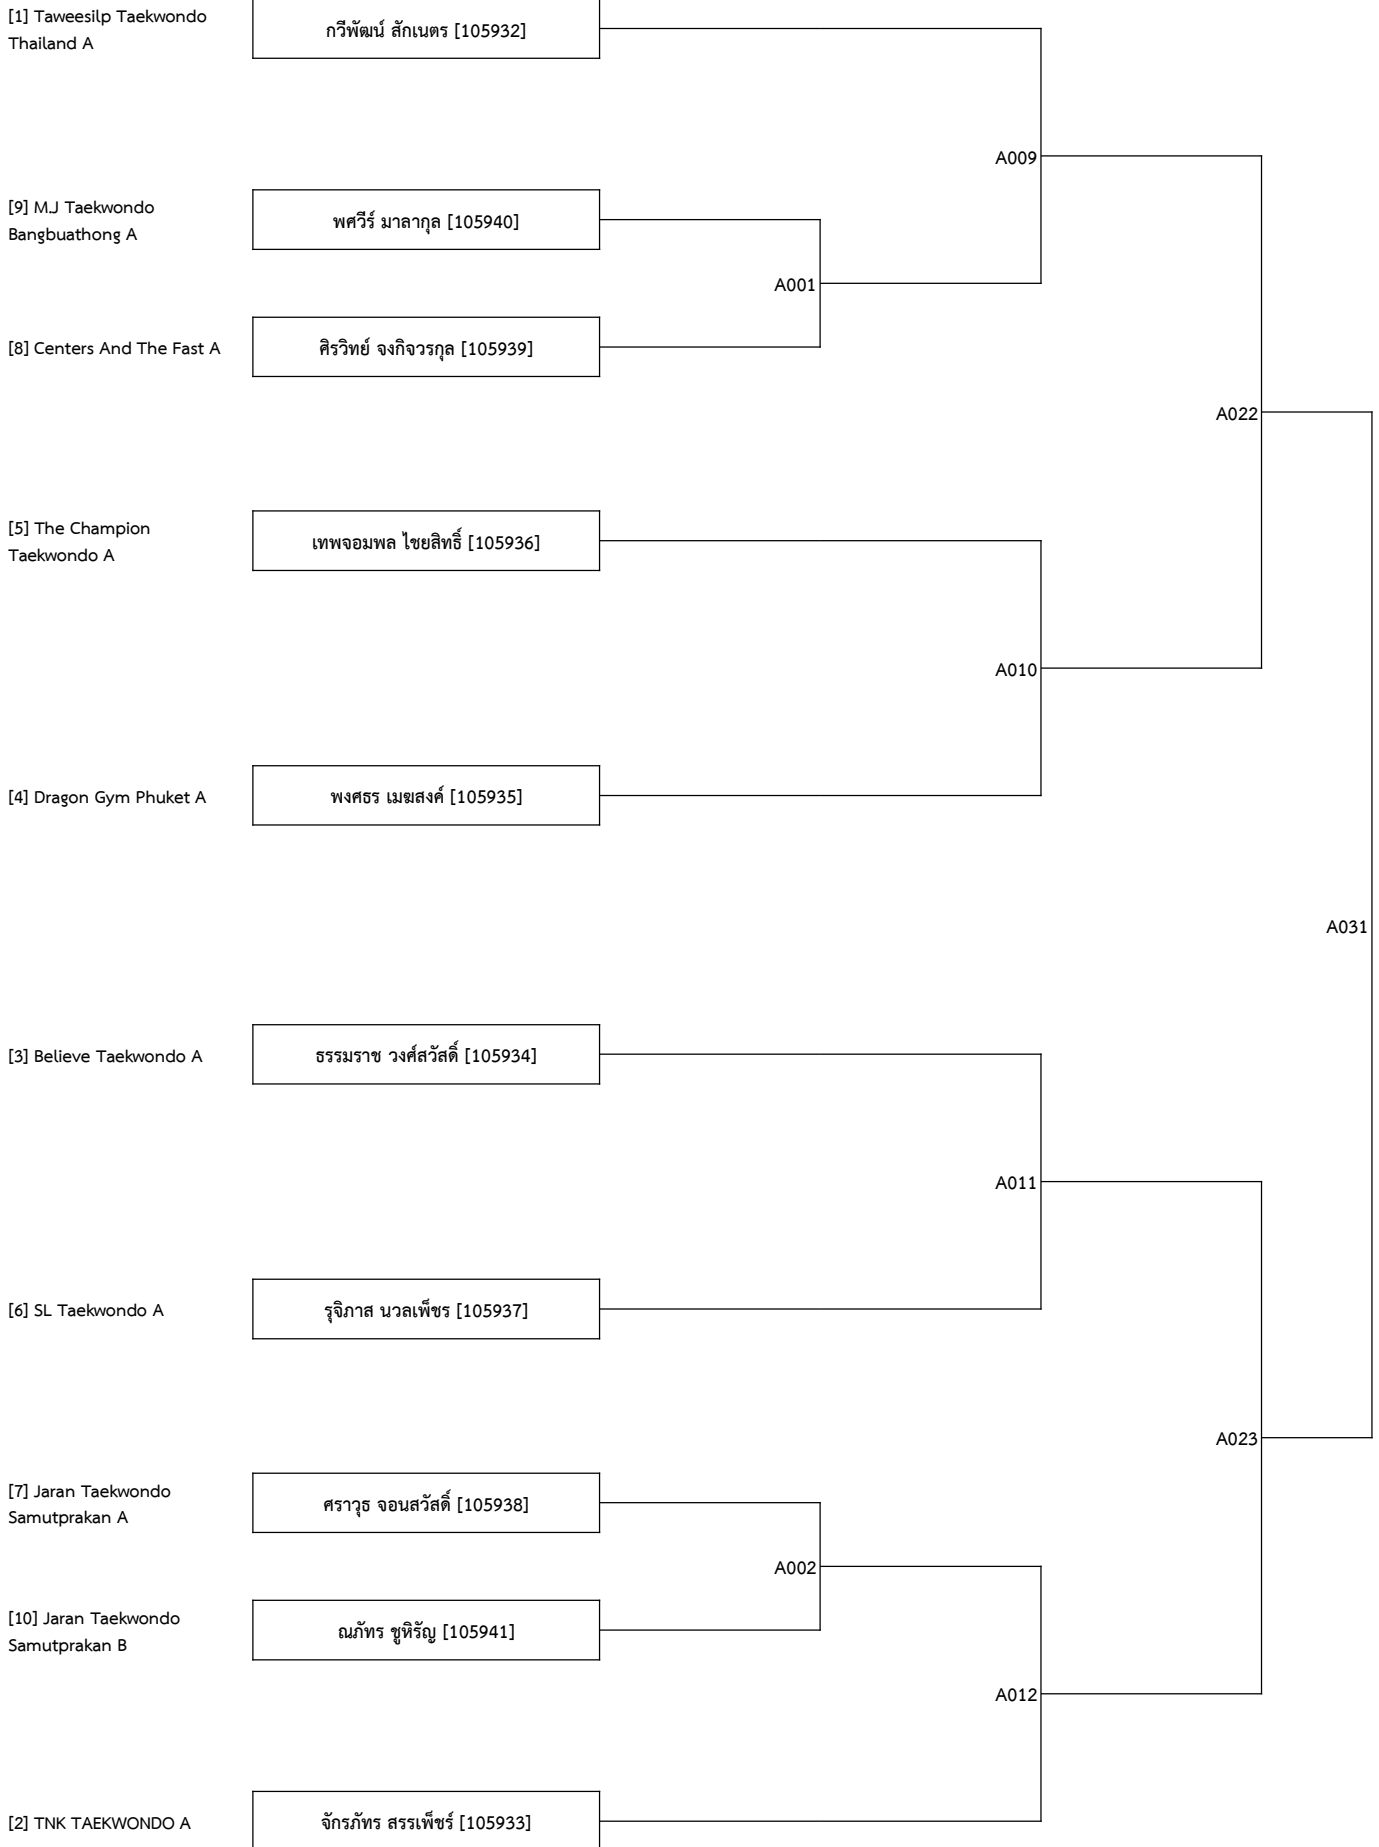 [1] Taweesilp Taekwondo
Thailand A
กวีพัฒน์ สักเนตร [105932]
A009
[9] M.J Taekwondo
Bangbuathong A
พศวีร์ มาลากุล [105940]
A001
[8] Centers And The Fast A
ศิรวิทย์ จงกิจวรกุล [105939]
A022
[5] The Champion
Taekwondo A
เทพจอมพล ไชยสิทธิ์ [105936]
A010
[4] Dragon Gym Phuket A
พงศธร เมฆสงค์ [105935]
A031
[3] Believe Taekwondo A
ธรรมราช วงศ์สวัสดิ์ [105934]
A011
[6] SL Taekwondo A
รุจิภาส นวลเพ็ชร [105937]
A023
[7] Jaran Taekwondo
Samutprakan A
ศราวุธ จอนสวัสดิ์ [105938]
A002
[10] Jaran Taekwondo
Samutprakan B
ณภัทร ชูหิรัญ [105941]
A012
[2] TNK TAEKWONDO A
จักรภัทร สรรเพ็ชร์ [105933]